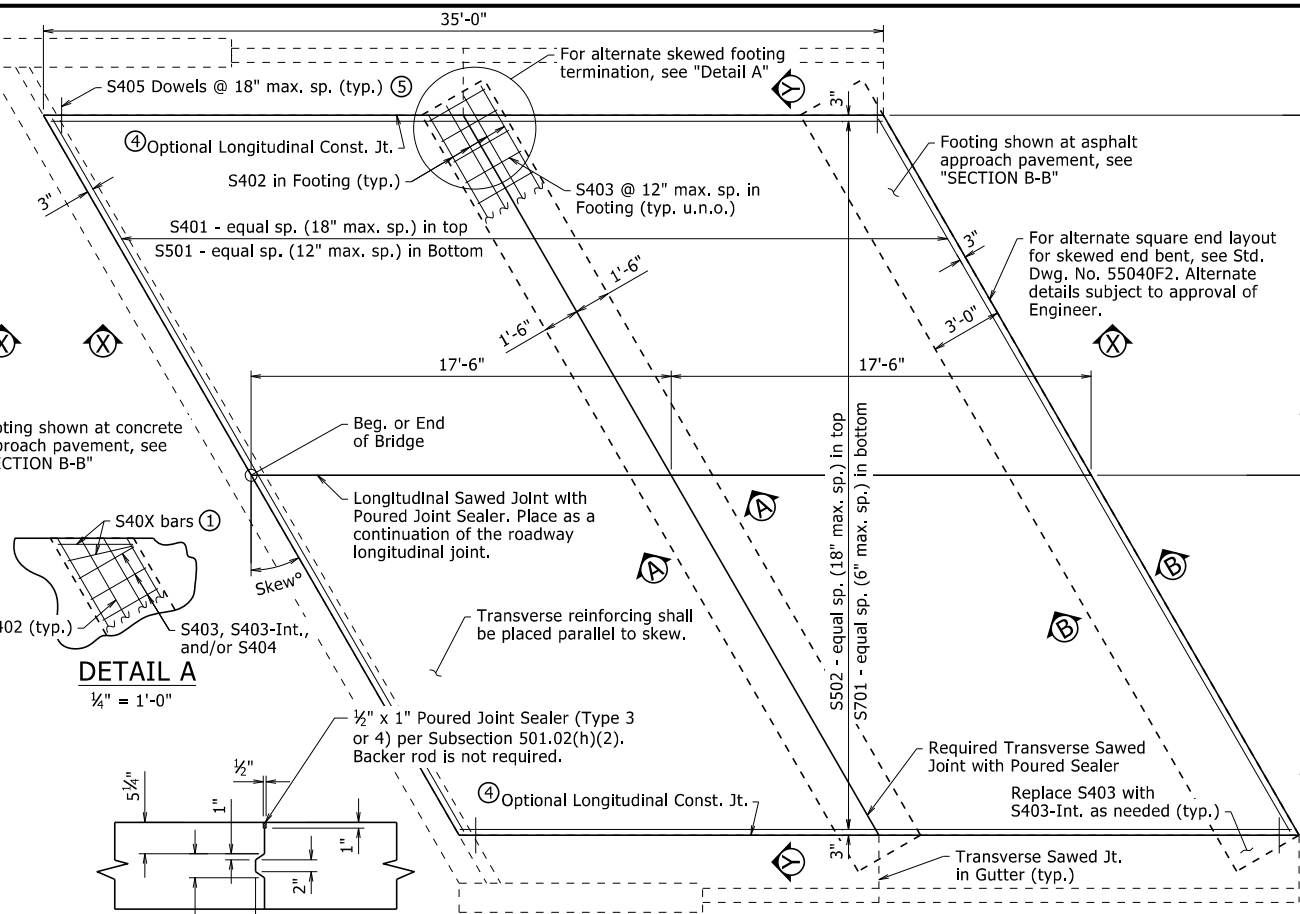 35'-0"
For alternate skewed footing
termination, see "Detail A"
S405 Dowels @ 18" max. sp. (typ.) ⑤
Y
3"
④ Optional Longitudinal Const. Jt.
Footing shown at asphalt
approach pavement, see
"SECTION B-B"
S402 in Footing (typ.)
S403 @ 12" max. sp. in
Footing (typ. u.n.o.)
3"
S401 - equal sp. (18" max. sp.) in top
S501 - equal sp. (12" max. sp.) in Bottom
3"
For alternate square end layout
for skewed end bent, see Std.
Dwg. No. 55040F2. Alternate
details subject to approval of
Engineer.
1'-6"
1'-6"
3'-0"
X
X
X
17'-6"
17'-6"
oting shown at concrete
proach pavement, see
ECTION B-B"
Beg. or End
of Bridge
S502 - equal sp. (18" max. sp.) in top
S701 - equal sp. (6" max. sp.) in bottom
Longitudinal Sawed Joint with
Poured Joint Sealer. Place as a
continuation of the roadway
longitudinal joint.
A
A
B
B
S40X bars ①
Skew°
402 (typ.)
S403, S403-Int.,
and/or S404
Transverse reinforcing shall
be placed parallel to skew.
DETAIL A
¼" = 1'-0"
½" x 1" Poured Joint Sealer (Type 3
or 4) per Subsection 501.02(h)(2).
Backer rod is not required.
Required Transverse Sawed
Joint with Poured Sealer
5¼"
1"
½"
1"
2"
④ Optional Longitudinal Const. Jt.
Replace S403 with
S403-Int. as needed (typ.)
Y
3"
Transverse Sawed Jt.
in Gutter (typ.)